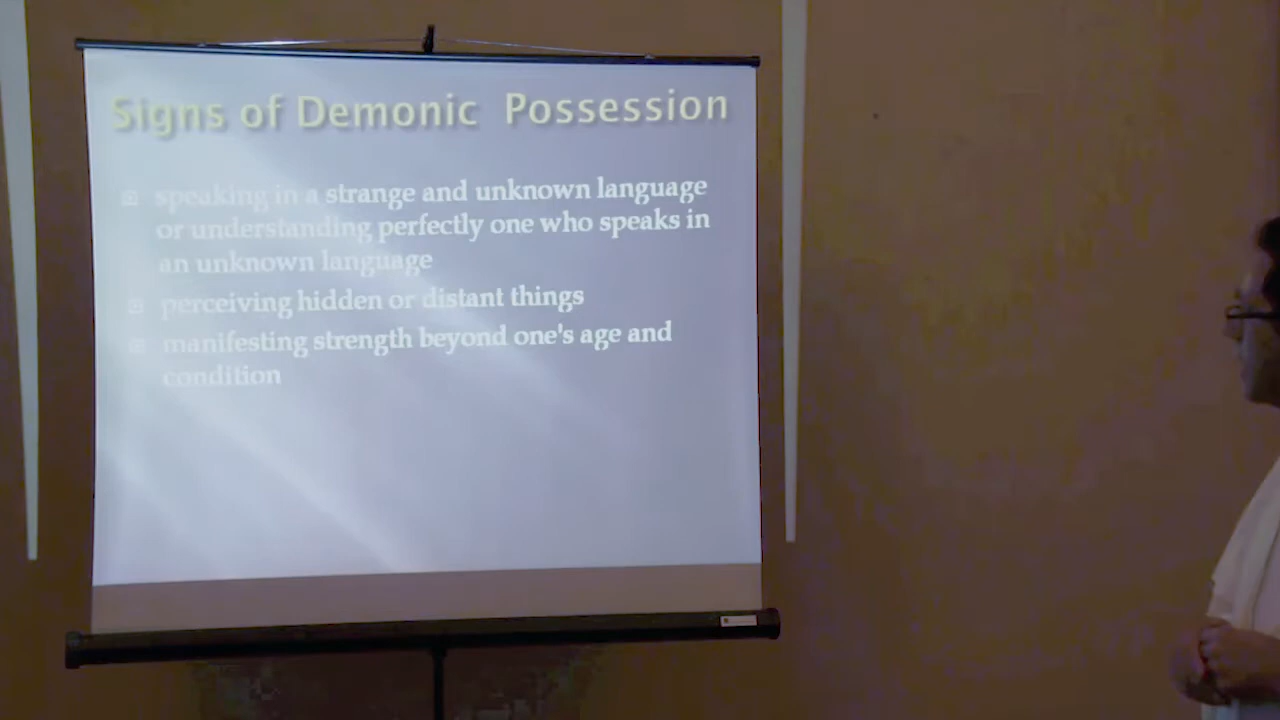 Signs of Demonic Possession
speaking in a strange and unknown language
or understanding perfectly one who speaks in
an unknown language
perceiving hidden or distant things
manifesting strength beyond one's age and
condition